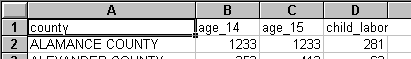 A B C D
1 county age_14 age_15 child_labor
2 ALAMANCE COUNTY 1233 1233 281